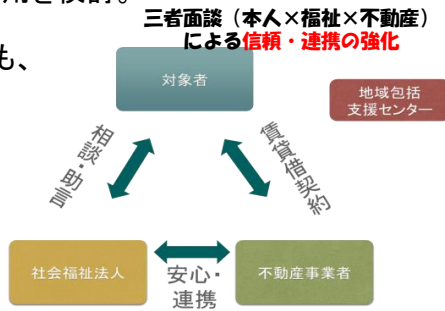 用を検討。
三者面談（本人×福祉×不動産）
による信頼・連携の強化
も、
対象者
地域包括
支援センター
相談・助言
賃貸借契約
社会福祉法人
安心・
連携
不動産事業者